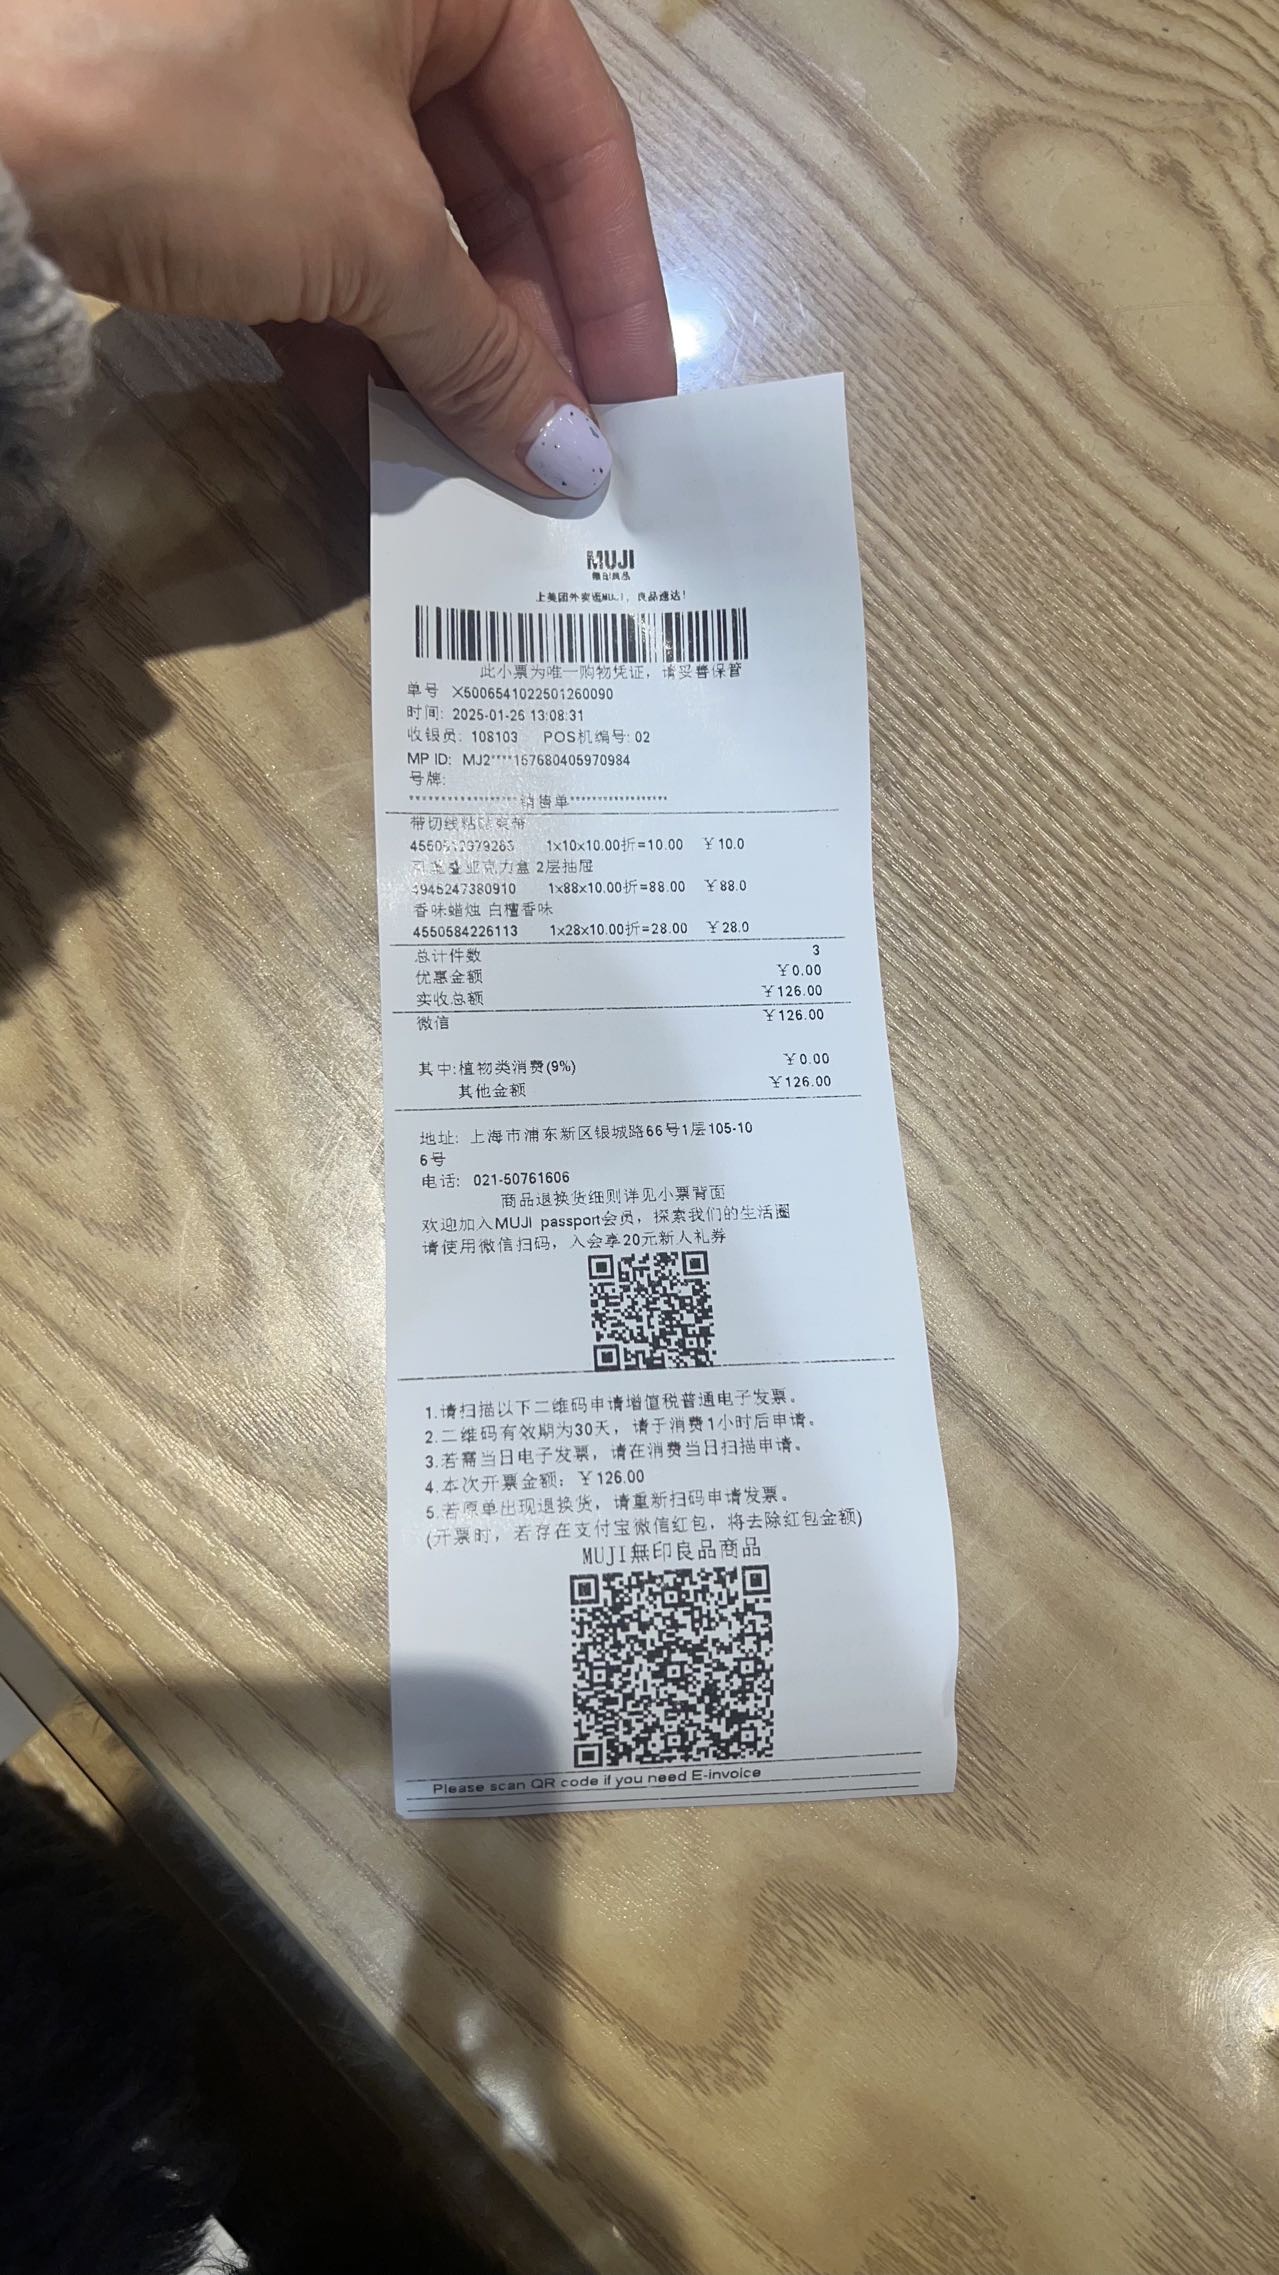 MUJI
無印良品
上美团外卖逛MUJI，良品速达！
此小票为唯一购物凭证，请妥善保管
单号 X5006541022501260090
时间: 2025-01-26 13:08:31
收银员: 108103 POS机编号: 02
MP ID: MJ2****157680405970984
号牌:
******************销售单******************
带切线粘
1x10x10.00折=10.00 ￥10.0
亚克力盒 2层抽屉
4945247380910 1x88x10.00折=88.00 ￥88.0
香味蜡烛 白檀香味
4550584226113 1x28x10.00折=28.00 ￥28.0
总计件数 3
优惠金额 ￥0.00
实收总额 ￥126.00
微信 ￥126.00
其中:植物类消费(9%) ￥0.00
其他金额 ￥126.00
地址: 上海市浦东新区银城路66号1层105-10
6号
电话: 021-50761606
商品退换货细则详见小票背面
欢迎加入MUJI passport会员，探索我们的生活圈
请使用微信扫码，入会享20元新人礼券
1.请扫描以下二维码申请增值税普通电子发票。
2.二维码有效期为30天，请于消费1小时后申请。
3.若需当日电子发票，请在消费当日扫描申请。
4.本次开票金额: ￥126.00
5.若原单出现退换货，请重新扫码申请发票。
(开票时，若存在支付宝微信红包，将去除红包金额)
MUJI無印良品商品
Please scan QR code if you need E-invoice